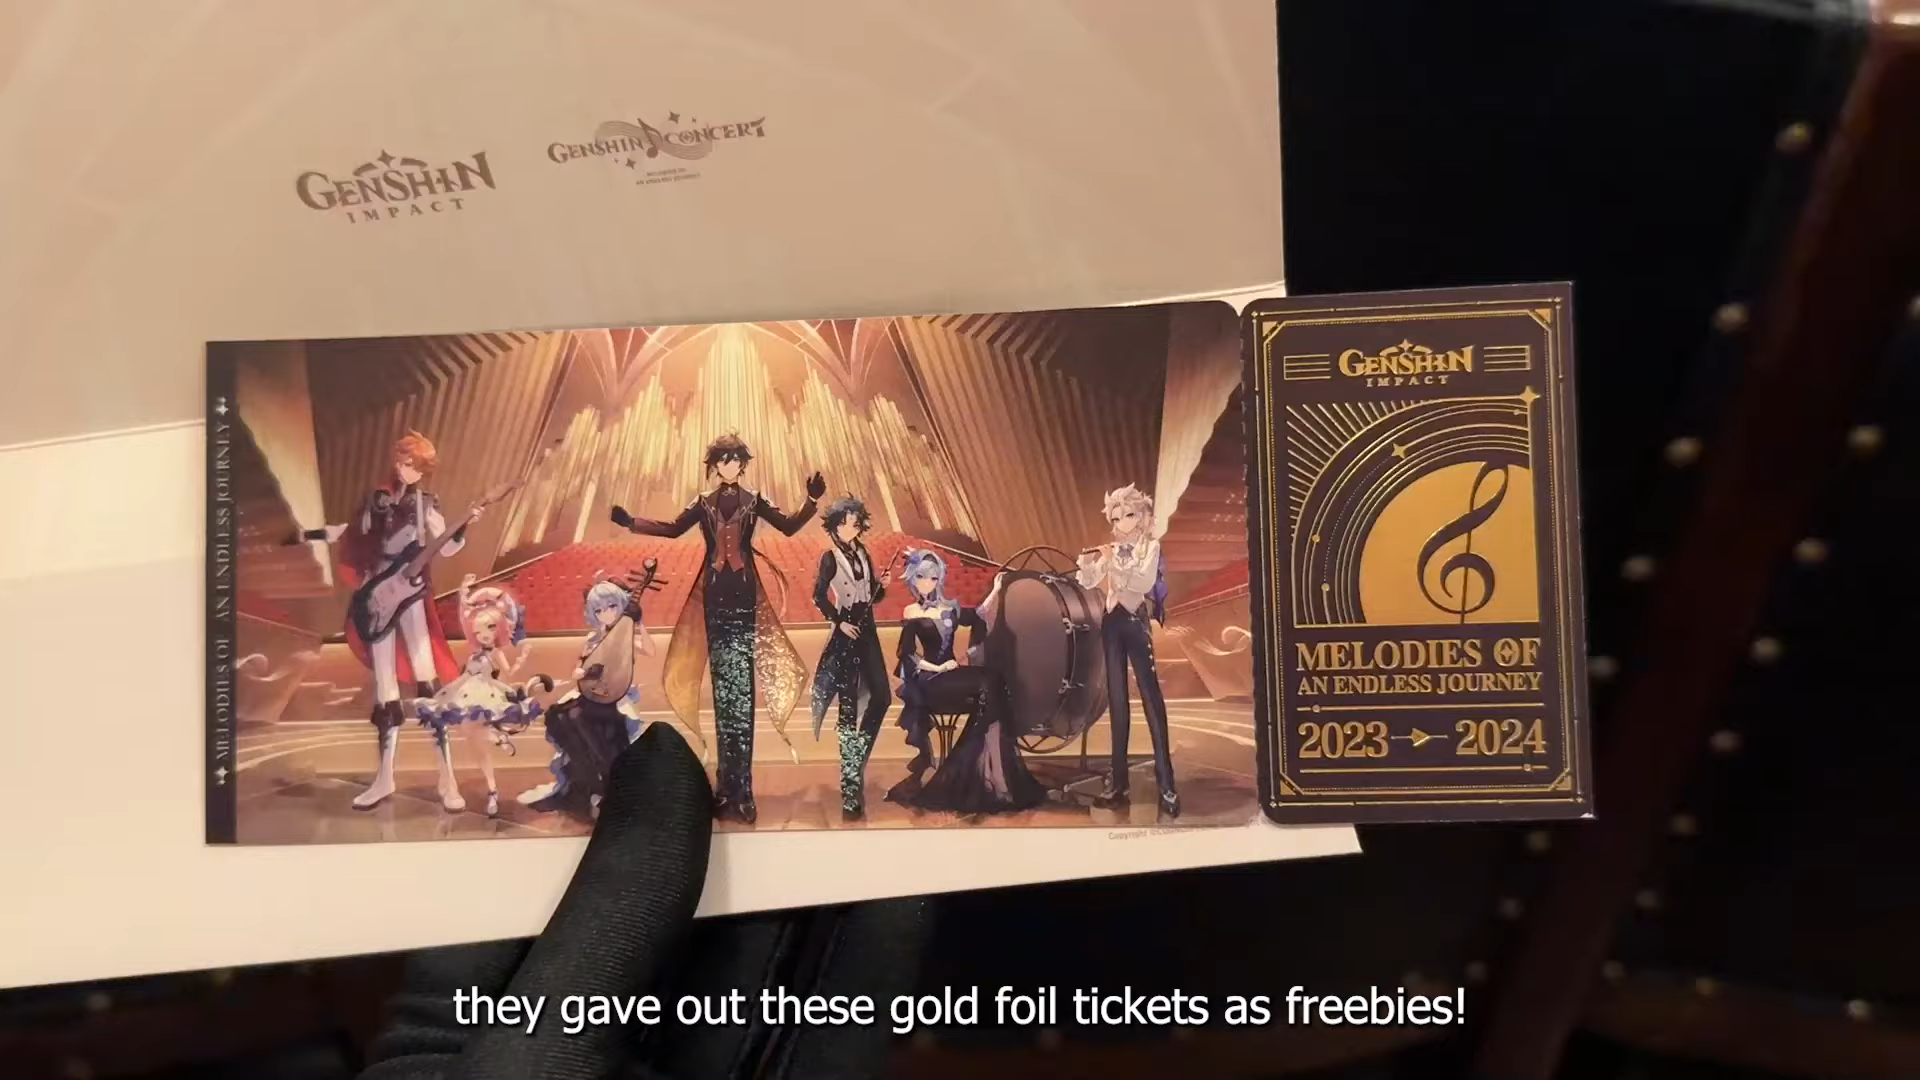 GENSHIN
IMPACT
GENSHIN CONCERT
MELODIES OF AN ENDLESS JOURNEY
GENSHIN
IMPACT
MELODIES OF
AN ENDLESS JOURNEY
2023 2024
Copyright
they gave out these gold foil tickets as freebies!